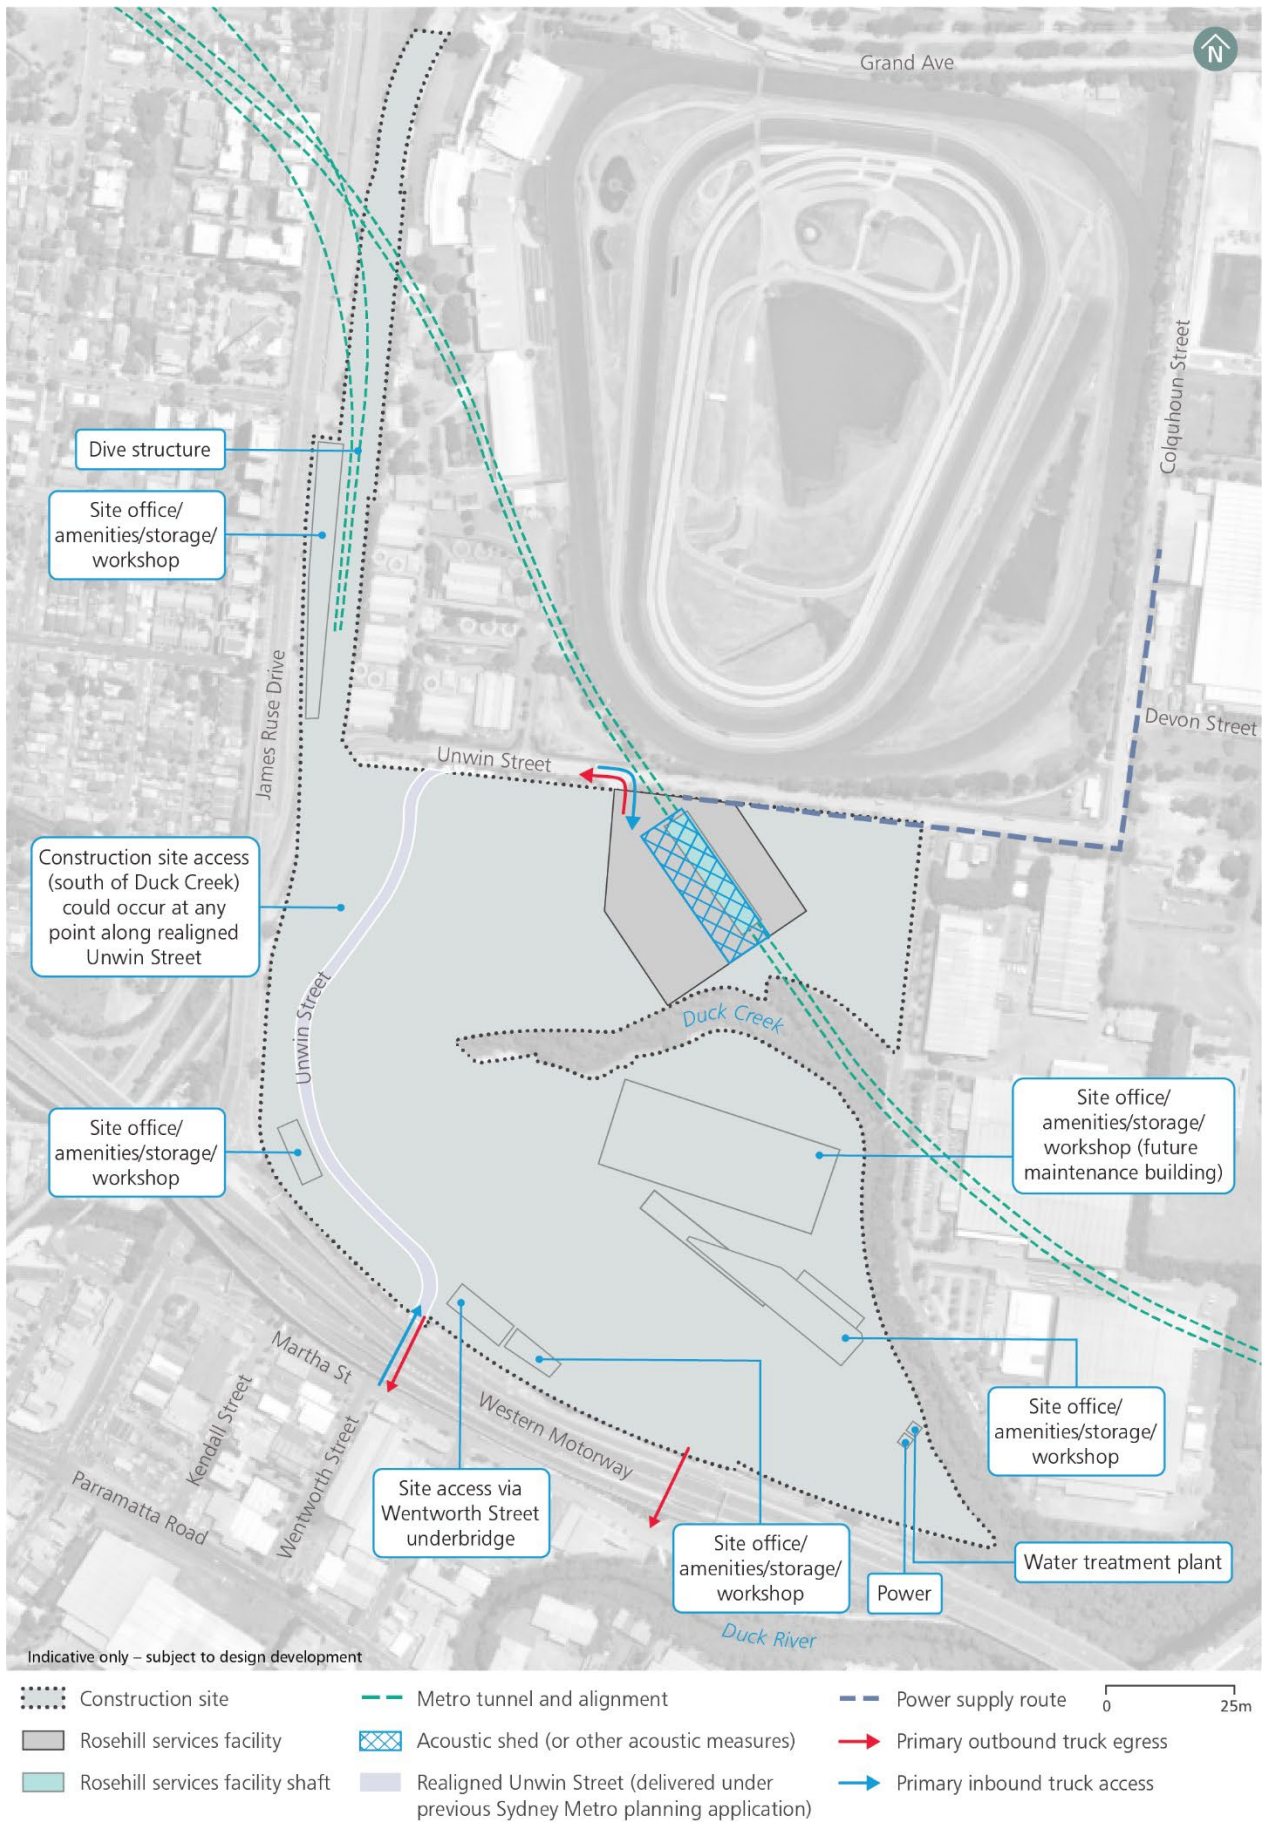 N
Grand Ave
Colquhoun Street
Dive structure
Site office/
amenities/storage/
workshop
James Ruse Drive
Devon Street
Unwin Street
Construction site access
(south of Duck Creek)
could occur at any
point along realigned
Unwin Street
Unwin Street
Duck Creek
Site office/
amenities/storage/
workshop (future
maintenance building)
Site office/
amenities/storage/
workshop
Martha St
Kendall Street
Wentworth Street
Parramatta Road
Western Motorway
Site office/
amenities/storage/
workshop
Site access via
Wentworth Street
underbridge
Site office/
amenities/storage/
workshop
Power
Water treatment plant
Duck River
Indicative only – subject to design development
Construction site
Rosehill services facility
Rosehill services facility shaft
Metro tunnel and alignment
Acoustic shed (or other acoustic measures)
Realigned Unwin Street (delivered under
previous Sydney Metro planning application)
Power supply route
0 25m
Primary outbound truck egress
Primary inbound truck access